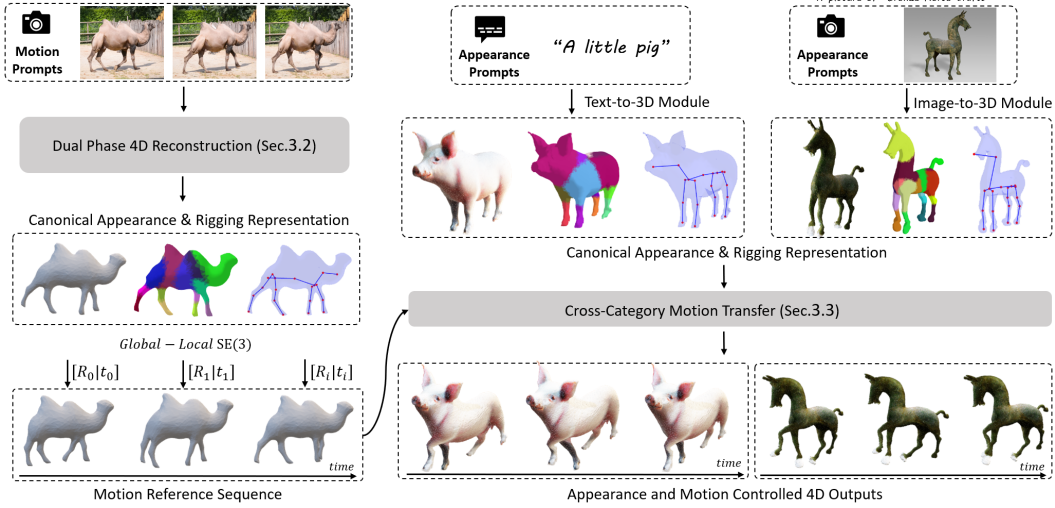 Motion
Prompts
Dual Phase 4D Reconstruction (Sec.3.2)
Canonical Appearance & Rigging Representation
Global − Local SE(3)
[R₀|t₀]
[R₁|t₁]
[Rᵢ|tᵢ]
time
Motion Reference Sequence
Appearance
Prompts
“A little pig”
Text-to-3D Module
Appearance
Prompts
Image-to-3D Module
Canonical Appearance & Rigging Representation
Cross-Category Motion Transfer (Sec.3.3)
time
time
Appearance and Motion Controlled 4D Outputs